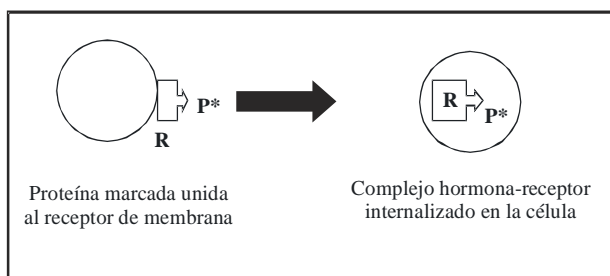 P*
R
R
P*
Proteína marcada unida
al receptor de membrana
Complejo hormona-receptor
internalizado en la célula